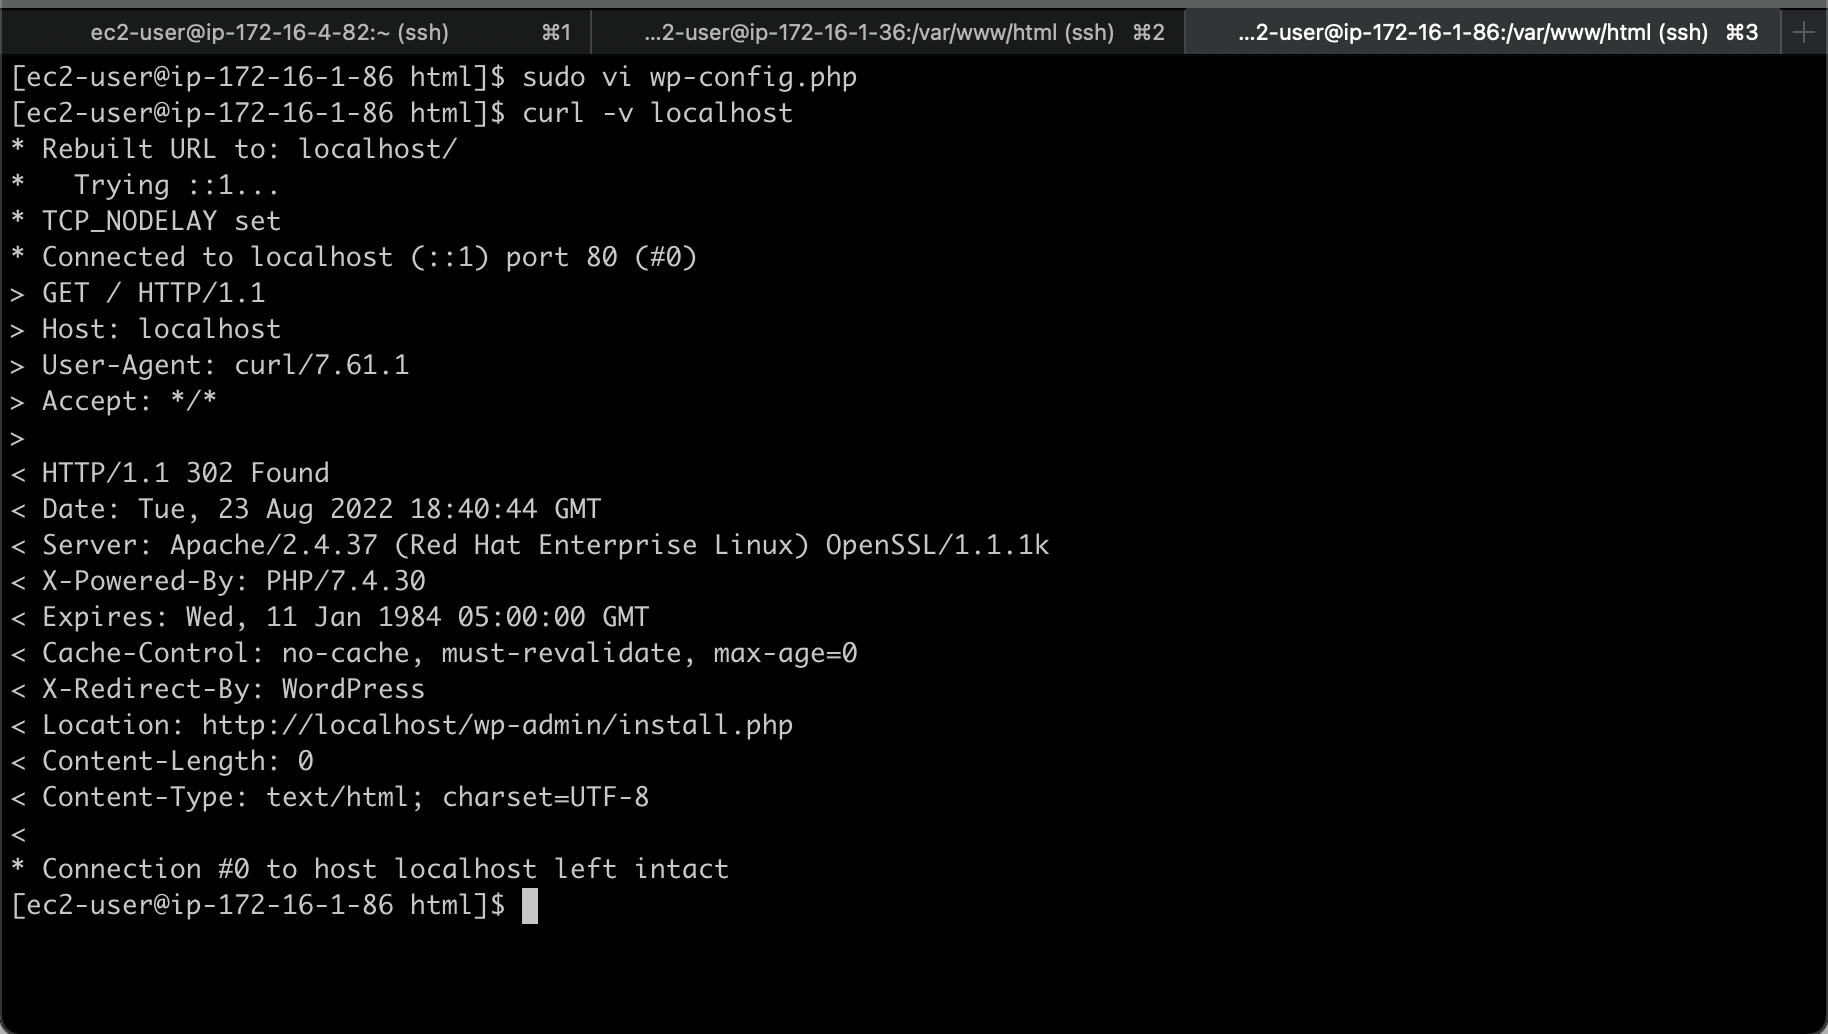 ec2-user@ip-172-16-4-82:~ (ssh) ⌘1 ...2-user@ip-172-16-1-36:/var/www/html (ssh) ⌘2 ...2-user@ip-172-16-1-86:/var/www/html (ssh) ⌘3 +
[ec2-user@ip-172-16-1-86 html]$ sudo vi wp-config.php
[ec2-user@ip-172-16-1-86 html]$ curl -v localhost
* Rebuilt URL to: localhost/
*   Trying ::1...
* TCP_NODELAY set
* Connected to localhost (::1) port 80 (#0)
> GET / HTTP/1.1
> Host: localhost
> User-Agent: curl/7.61.1
> Accept: */*
>
< HTTP/1.1 302 Found
< Date: Tue, 23 Aug 2022 18:40:44 GMT
< Server: Apache/2.4.37 (Red Hat Enterprise Linux) OpenSSL/1.1.1k
< X-Powered-By: PHP/7.4.30
< Expires: Wed, 11 Jan 1984 05:00:00 GMT
< Cache-Control: no-cache, must-revalidate, max-age=0
< X-Redirect-By: WordPress
< Location: http://localhost/wp-admin/install.php
< Content-Length: 0
< Content-Type: text/html; charset=UTF-8
<
* Connection #0 to host localhost left intact
[ec2-user@ip-172-16-1-86 html]$